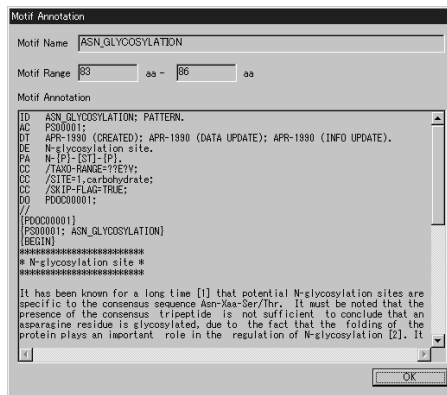 Motif Annotation
Motif Name ASN_GLYCOSYLATION
Motif Range 83 aa - 86 aa
Motif Annotation
ID ASN_GLYCOSYLATION; PATTERN.
AC PS00001;
DT APR-1990 (CREATED); APR-1990 (DATA UPDATE); APR-1990 (INFO UPDATE).
DE N-glycosylation site.
PA N-{P}-[ST]-{P}.
CC /TAXO-RANGE=??E?V;
CC /SITE=1,carbohydrate;
CC /SKIP-FLAG=TRUE;
DO PDOC00001;
//
{PDOC00001}
{PS00001; ASN_GLYCOSYLATION}
{BEGIN}
************************
* N-glycosylation site *
************************
It has been known for a long time [1] that potential N-glycosylation sites are
specific to the consensus sequence Asn-Xaa-Ser/Thr. It must be noted that the
presence of the consensus tripeptide is not sufficient to conclude that an
asparagine residue is glycosylated, due to the fact that the folding of the
protein plays an important role in the regulation of N-glycosylation [2]. It
OK